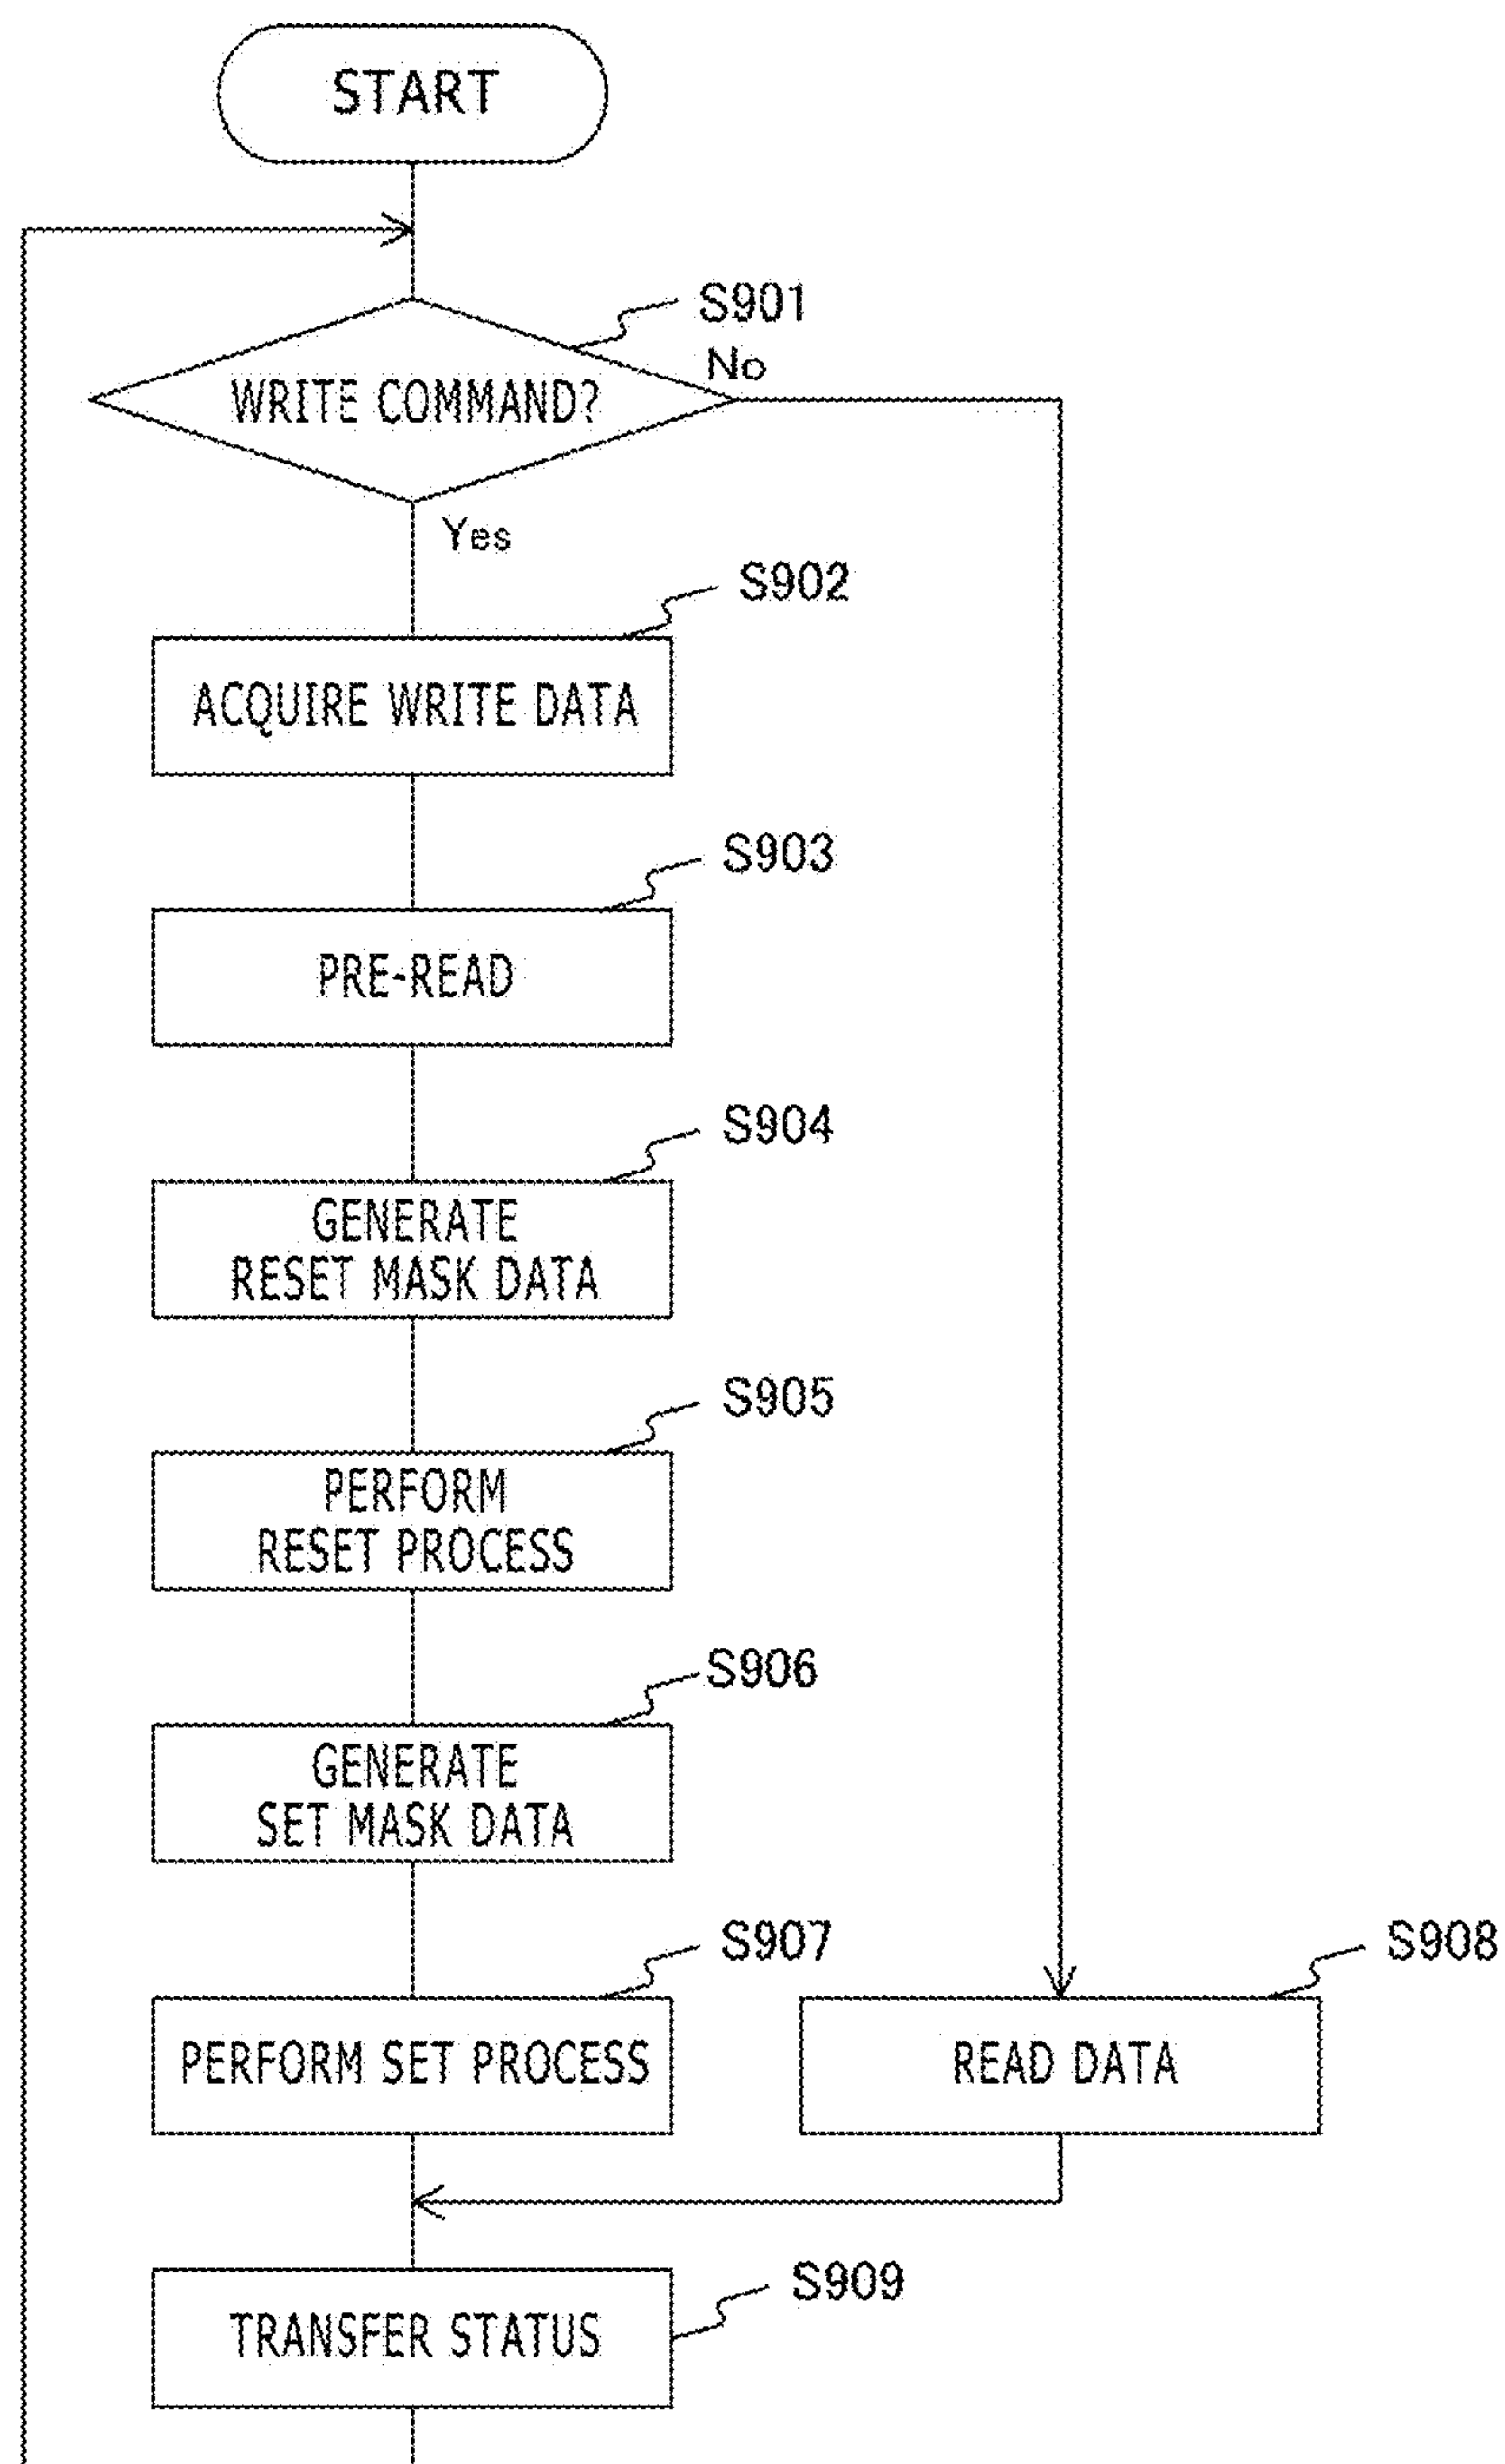 START
S901
No
WRITE COMMAND?
Yes
S902
ACQUIRE WRITE DATA
S903
PRE-READ
S904
GENERATE
RESET MASK DATA
S905
PERFORM
RESET PROCESS
S906
GENERATE
SET MASK DATA
S907
S908
PERFORM SET PROCESS
READ DATA
S909
TRANSFER STATUS